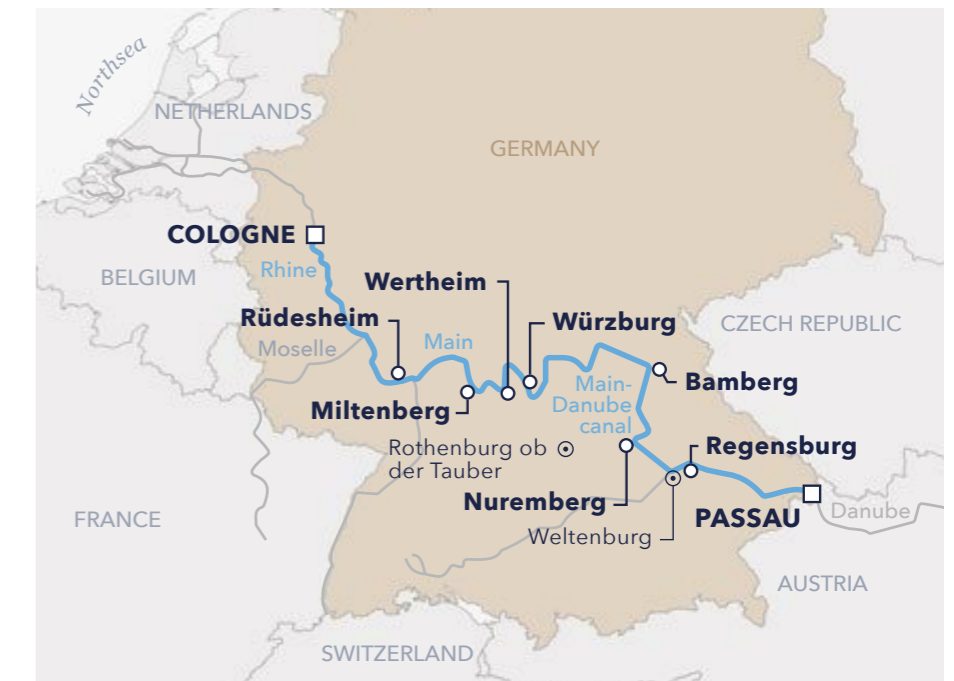 Northsea
NETHERLANDS
GERMANY
COLOGNE
Rhine
BELGIUM
Wertheim
Rüdesheim
Würzburg
CZECH REPUBLIC
Moselle
Main
Bamberg
Main-
Danube
canal
Miltenberg
Rothenburg ob
der Tauber
Regensburg
Nuremberg
PASSAU
Danube
FRANCE
Weltenburg
AUSTRIA
SWITZERLAND